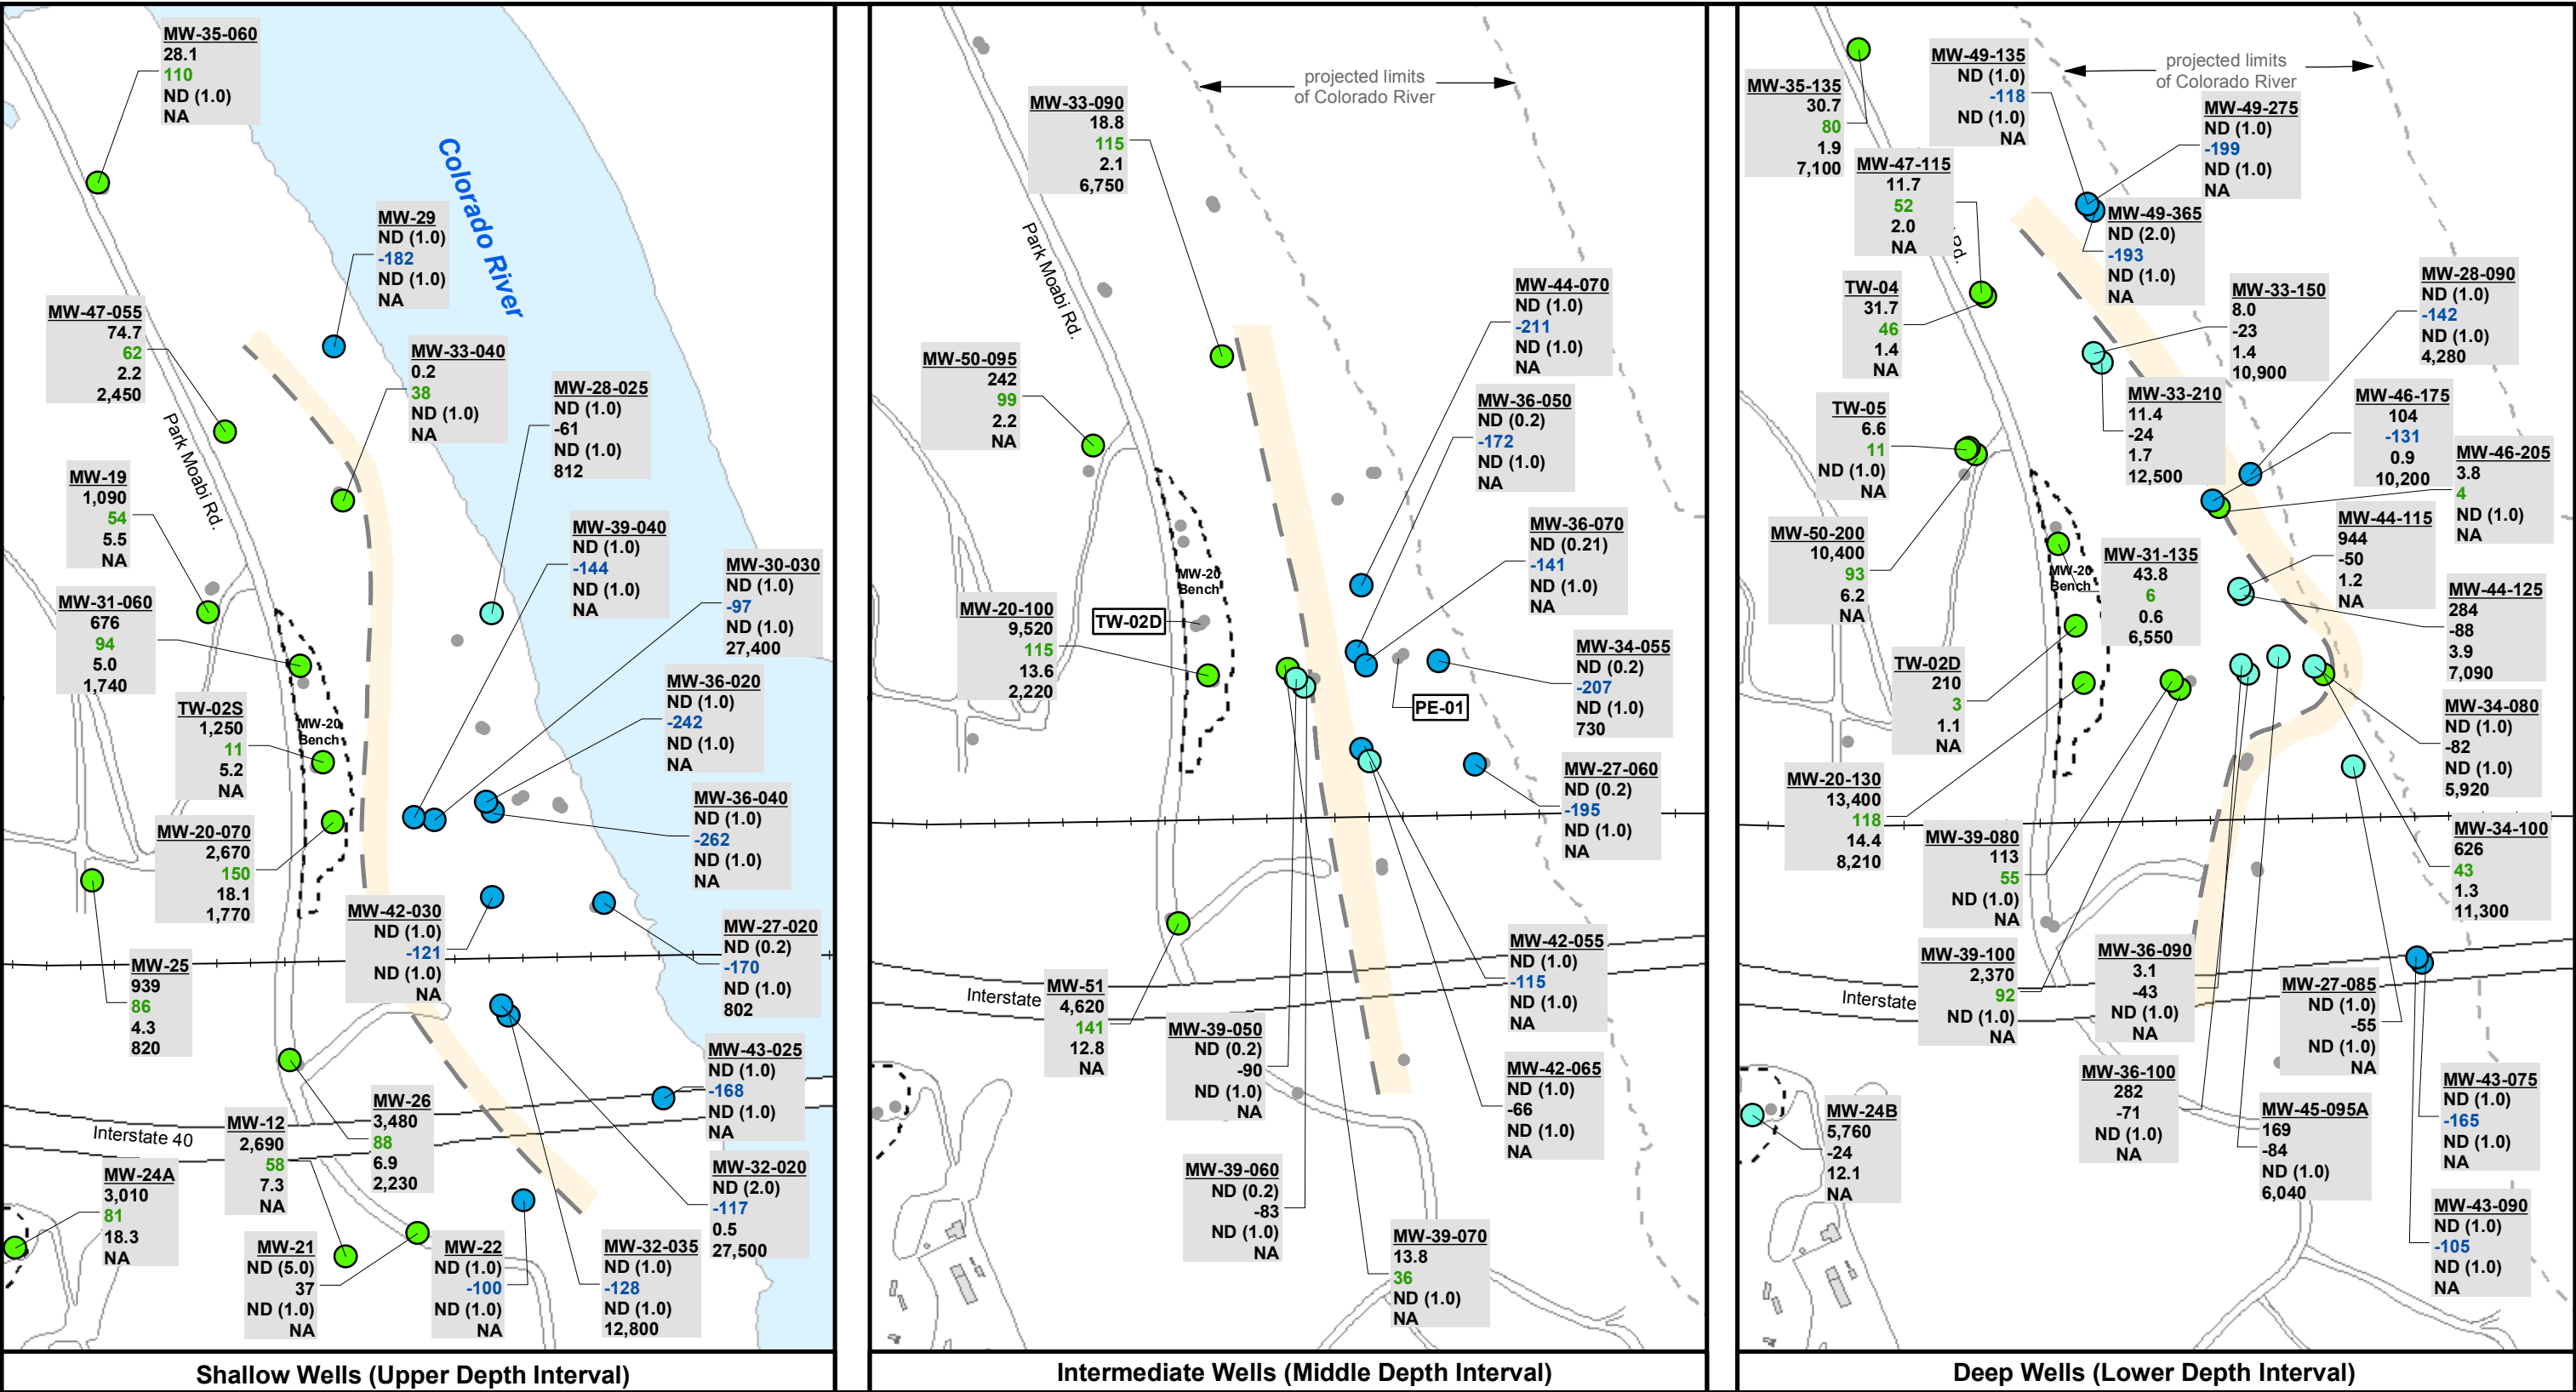 MW-35-060
28.1
110
ND (1.0)
NA
Colorado River
MW-29
ND (1.0)
-182
ND (1.0)
NA
MW-47-055
74.7
62
2.2
2,450
MW-33-040
0.2
38
ND (1.0)
NA
MW-28-025
ND (1.0)
-61
ND (1.0)
812
Park Moabi Rd.
MW-19
1,090
54
5.5
NA
MW-39-040
ND (1.0)
-144
ND (1.0)
NA
MW-30-030
ND (1.0)
-97
ND (1.0)
27,400
MW-31-060
676
94
5.0
1,740
MW-36-020
ND (1.0)
-242
ND (1.0)
NA
TW-02S
1,250
11
5.2
NA
MW-20
Bench
MW-36-040
ND (1.0)
-262
ND (1.0)
NA
MW-20-070
2,670
150
18.1
1,770
MW-42-030
ND (1.0)
-121
ND (1.0)
NA
MW-27-020
ND (0.2)
-170
ND (1.0)
802
MW-25
939
86
4.3
820
MW-43-025
ND (1.0)
-168
ND (1.0)
NA
Interstate 40
MW-12
2,690
58
7.3
NA
MW-26
3,480
88
6.9
2,230
MW-24A
3,010
81
18.3
NA
MW-32-020
ND (2.0)
-117
0.5
27,500
MW-21
ND (5.0)
37
ND (1.0)
NA
MW-22
ND (1.0)
-100
ND (1.0)
NA
MW-32-035
ND (1.0)
-128
ND (1.0)
12,800
Shallow Wells (Upper Depth Interval)
projected limits
of Colorado River
MW-33-090
18.8
115
2.1
6,750
Park Moabi Rd.
MW-44-070
ND (1.0)
-211
ND (1.0)
NA
MW-50-095
242
99
2.2
NA
MW-36-050
ND (0.2)
-172
ND (1.0)
NA
MW-36-070
ND (0.21)
-141
ND (1.0)
NA
MW-20
Bench
MW-20-100
9,520
115
13.6
2,220
TW-02D
MW-34-055
ND (0.2)
-207
ND (1.0)
730
PE-01
MW-27-060
ND (0.2)
-195
ND (1.0)
NA
MW-42-055
ND (1.0)
-115
ND (1.0)
NA
Interstate
MW-51
4,620
141
12.8
NA
MW-39-050
ND (0.2)
-90
ND (1.0)
NA
MW-42-065
ND (1.0)
-66
ND (1.0)
NA
MW-39-060
ND (0.2)
-83
ND (1.0)
NA
MW-39-070
13.8
36
ND (1.0)
NA
Intermediate Wells (Middle Depth Interval)
MW-49-135
ND (1.0)
-118
ND (1.0)
NA
projected limits
of Colorado River
MW-35-135
30.7
80
1.9
7,100
MW-49-275
ND (1.0)
-199
ND (1.0)
NA
MW-47-115
11.7
52
2.0
NA
Rd.
MW-49-365
ND (2.0)
-193
ND (1.0)
NA
MW-28-090
ND (1.0)
-142
ND (1.0)
4,280
TW-04
31.7
46
1.4
NA
MW-33-150
8.0
-23
1.4
10,900
MW-33-210
11.4
-24
1.7
12,500
MW-46-175
104
-131
0.9
10,200
TW-05
6.6
11
ND (1.0)
NA
MW-46-205
3.8
4
ND (1.0)
NA
MW-50-200
10,400
93
6.2
NA
MW-44-115
944
-50
1.2
NA
MW-20
Bench
MW-31-135
43.8
6
0.6
6,550
MW-44-125
284
-88
3.9
7,090
TW-02D
210
3
1.1
NA
MW-34-080
ND (1.0)
-82
ND (1.0)
5,920
MW-20-130
13,400
118
14.4
8,210
MW-39-080
113
55
ND (1.0)
NA
MW-34-100
626
43
1.3
11,300
MW-39-100
2,370
92
ND (1.0)
NA
MW-36-090
3.1
-43
ND (1.0)
NA
MW-27-085
ND (1.0)
-55
ND (1.0)
NA
Interstate
MW-36-100
282
-71
ND (1.0)
NA
MW-43-075
ND (1.0)
-165
ND (1.0)
NA
MW-24B
5,760
-24
12.1
NA
MW-45-095A
169
-84
ND (1.0)
6,040
MW-43-090
ND (1.0)
-105
ND (1.0)
NA
Deep Wells (Lower Depth Interval)